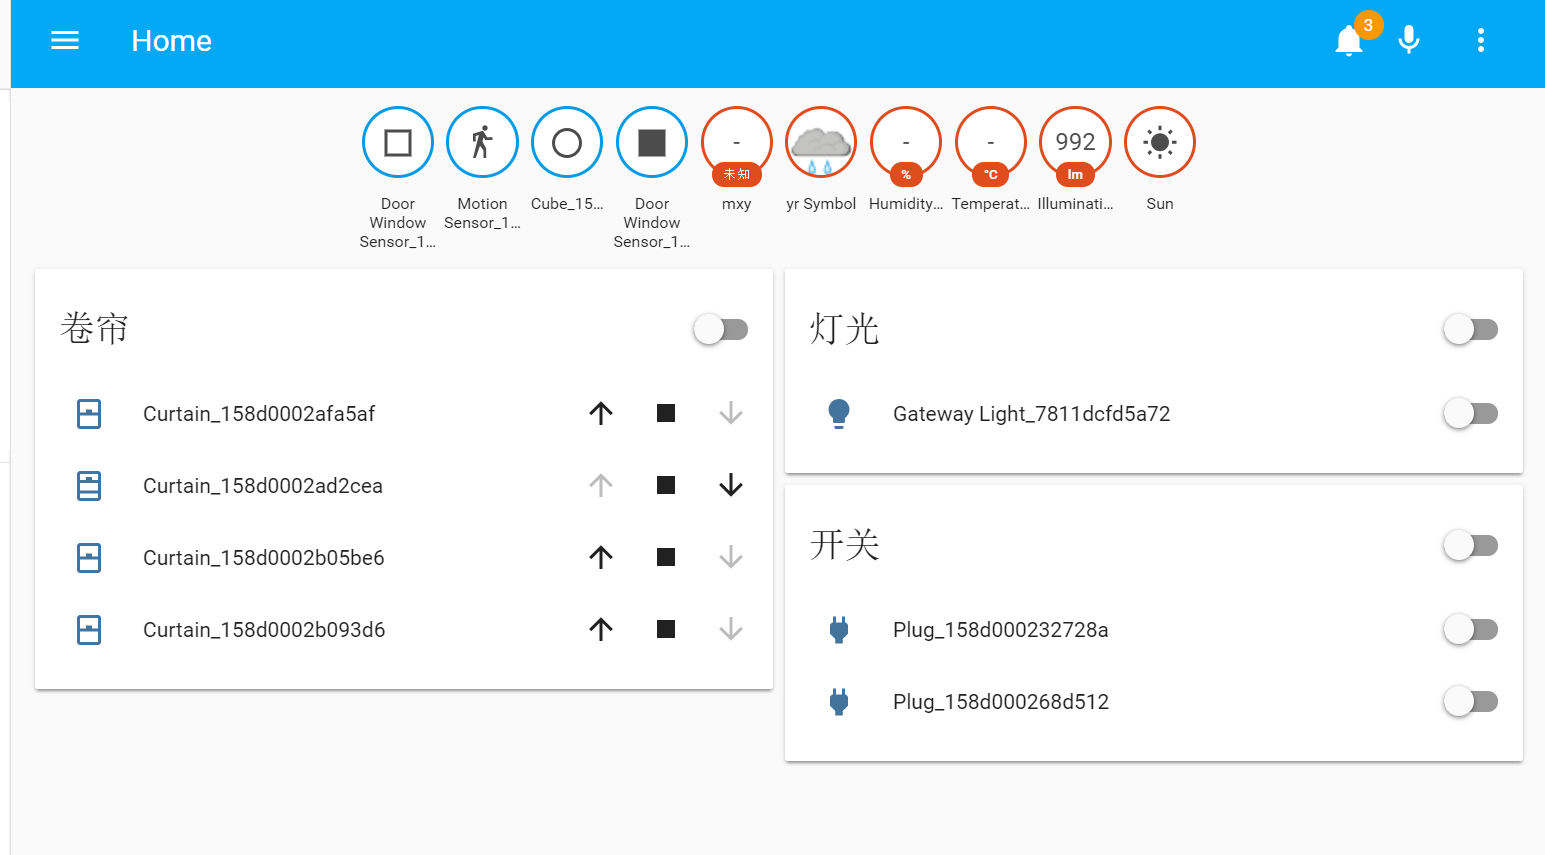 Home
3
-
-
-
992
未知
%
°C
lm
Door
Window
Sensor_1...
Motion
Sensor_1...
Cube_15...
Door
Window
Sensor_1...
mxy
yr Symbol
Humidity...
Temperat...
Illuminati...
Sun
卷帘
Curtain_158d0002afa5af
Curtain_158d0002ad2cea
Curtain_158d0002b05be6
Curtain_158d0002b093d6
灯光
Gateway Light_7811dcfd5a72
开关
Plug_158d000232728a
Plug_158d000268d512